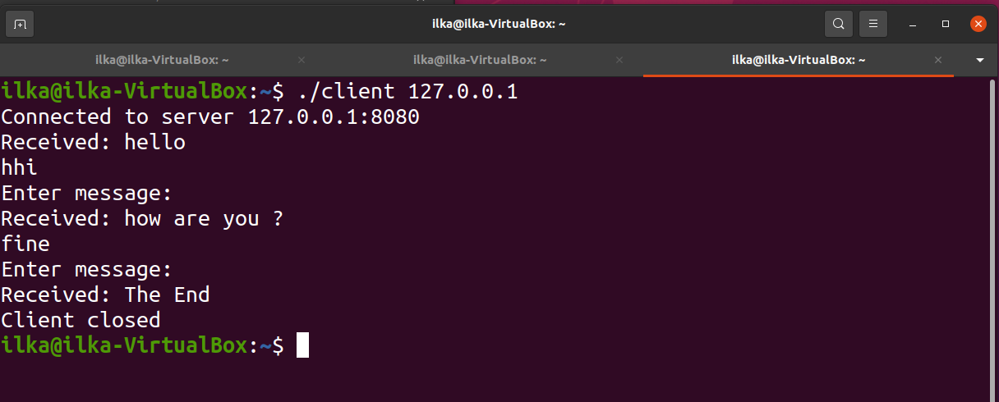 ilka@ilka-VirtualBox: ~
ilka@ilka-VirtualBox: ~ ilka@ilka-VirtualBox: ~ ilka@ilka-VirtualBox: ~
ilka@ilka-VirtualBox:~$ ./client 127.0.0.1
Connected to server 127.0.0.1:8080
Received: hello
hhi
Enter message:
Received: how are you ?
fine
Enter message:
Received: The End
Client closed
ilka@ilka-VirtualBox:~$